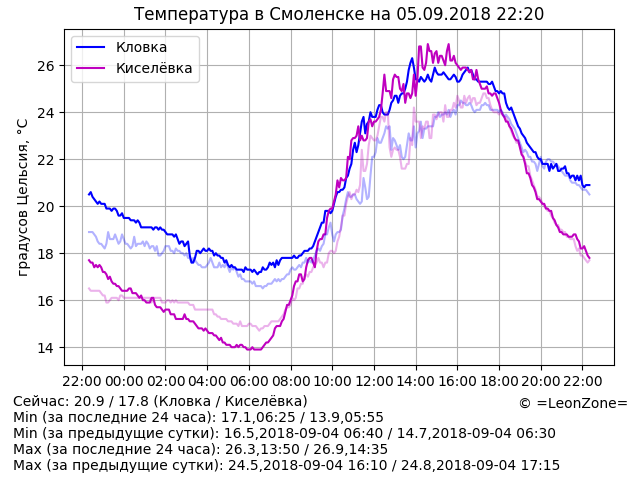 Температура в Смоленске на 05.09.2018 22:20
Кловка
Киселёвка
градусов Цельсия, °C
26
24
22
20
18
16
14
22:00 00:00 02:00 04:00 06:00 08:00 10:00 12:00 14:00 16:00 18:00 20:00 22:00
Сейчас: 20.9 / 17.8 (Кловка / Киселёвка)
© =LeonZone=
Min (за последние 24 часа): 17.1,06:25 / 13.9,05:55
Min (за предыдущие сутки): 16.5,2018-09-04 06:40 / 14.7,2018-09-04 06:30
Max (за последние 24 часа): 26.3,13:50 / 26.9,14:35
Max (за предыдущие сутки): 24.5,2018-09-04 16:10 / 24.8,2018-09-04 17:15